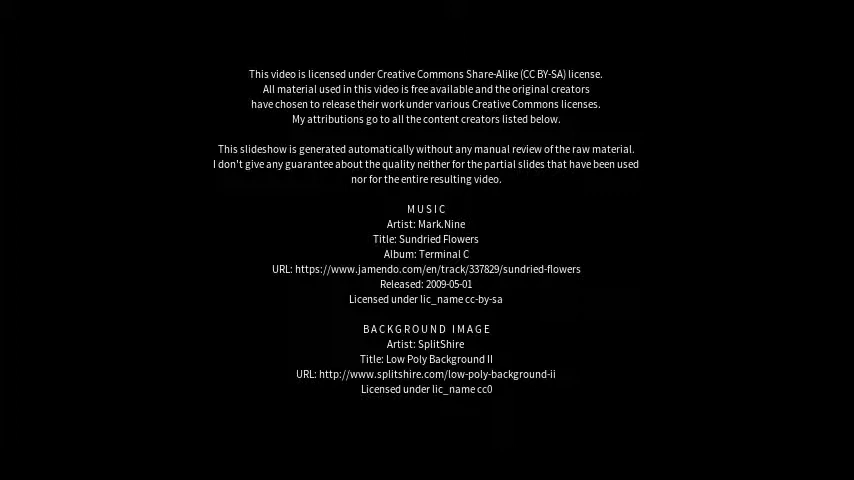 This video is licensed under Creative Commons Share-Alike (CC BY-SA) license.
All material used in this video is free available and the original creators
have chosen to release their work under various Creative Commons licenses.
My attributions go to all the content creators listed below.
This slideshow is generated automatically without any manual review of the raw material.
I don't give any guarantee about the quality neither for the partial slides that have been used
nor for the entire resulting video.
MUSIC
Artist: Mark.Nine
Title: Sundried Flowers
Album: Terminal C
URL: https://www.jamendo.com/en/track/337829/sundried-flowers
Released: 2009-05-01
Licensed under lic_name cc-by-sa
BACKGROUND IMAGE
Artist: SplitShire
Title: Low Poly Background II
URL: http://www.splitshire.com/low-poly-background-ii
Licensed under lic_name cc0